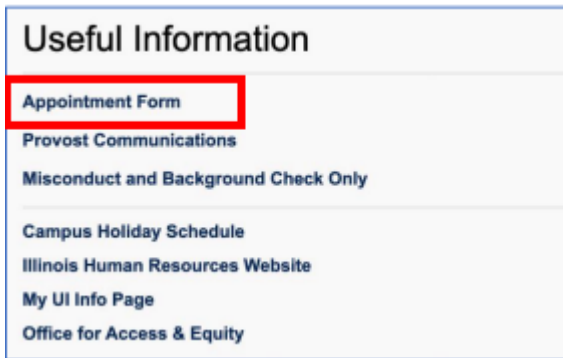 Useful Information
Appointment Form
Provost Communications
Misconduct and Background Check Only
Campus Holiday Schedule
Illinois Human Resources Website
My UI Info Page
Office for Access & Equity